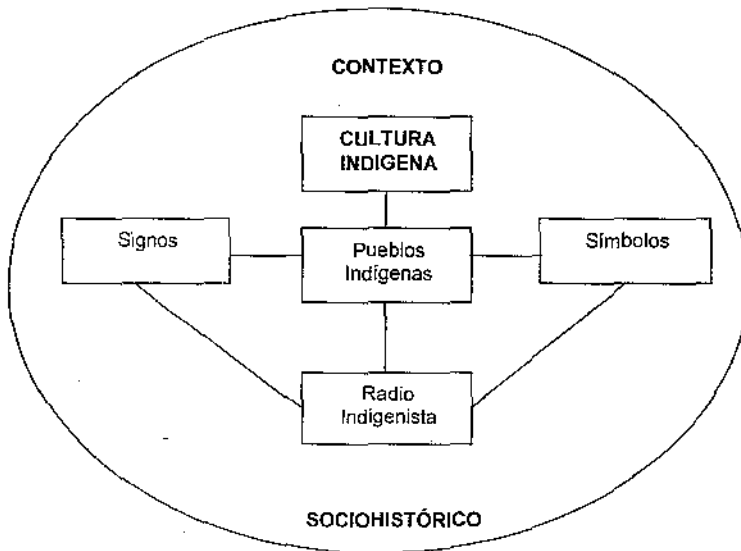 CONTEXTO
CULTURA
INDIGENA
Signos
Pueblos
Indígenas
Símbolos
Radio
Indigenista
SOCIOHISTÓRICO